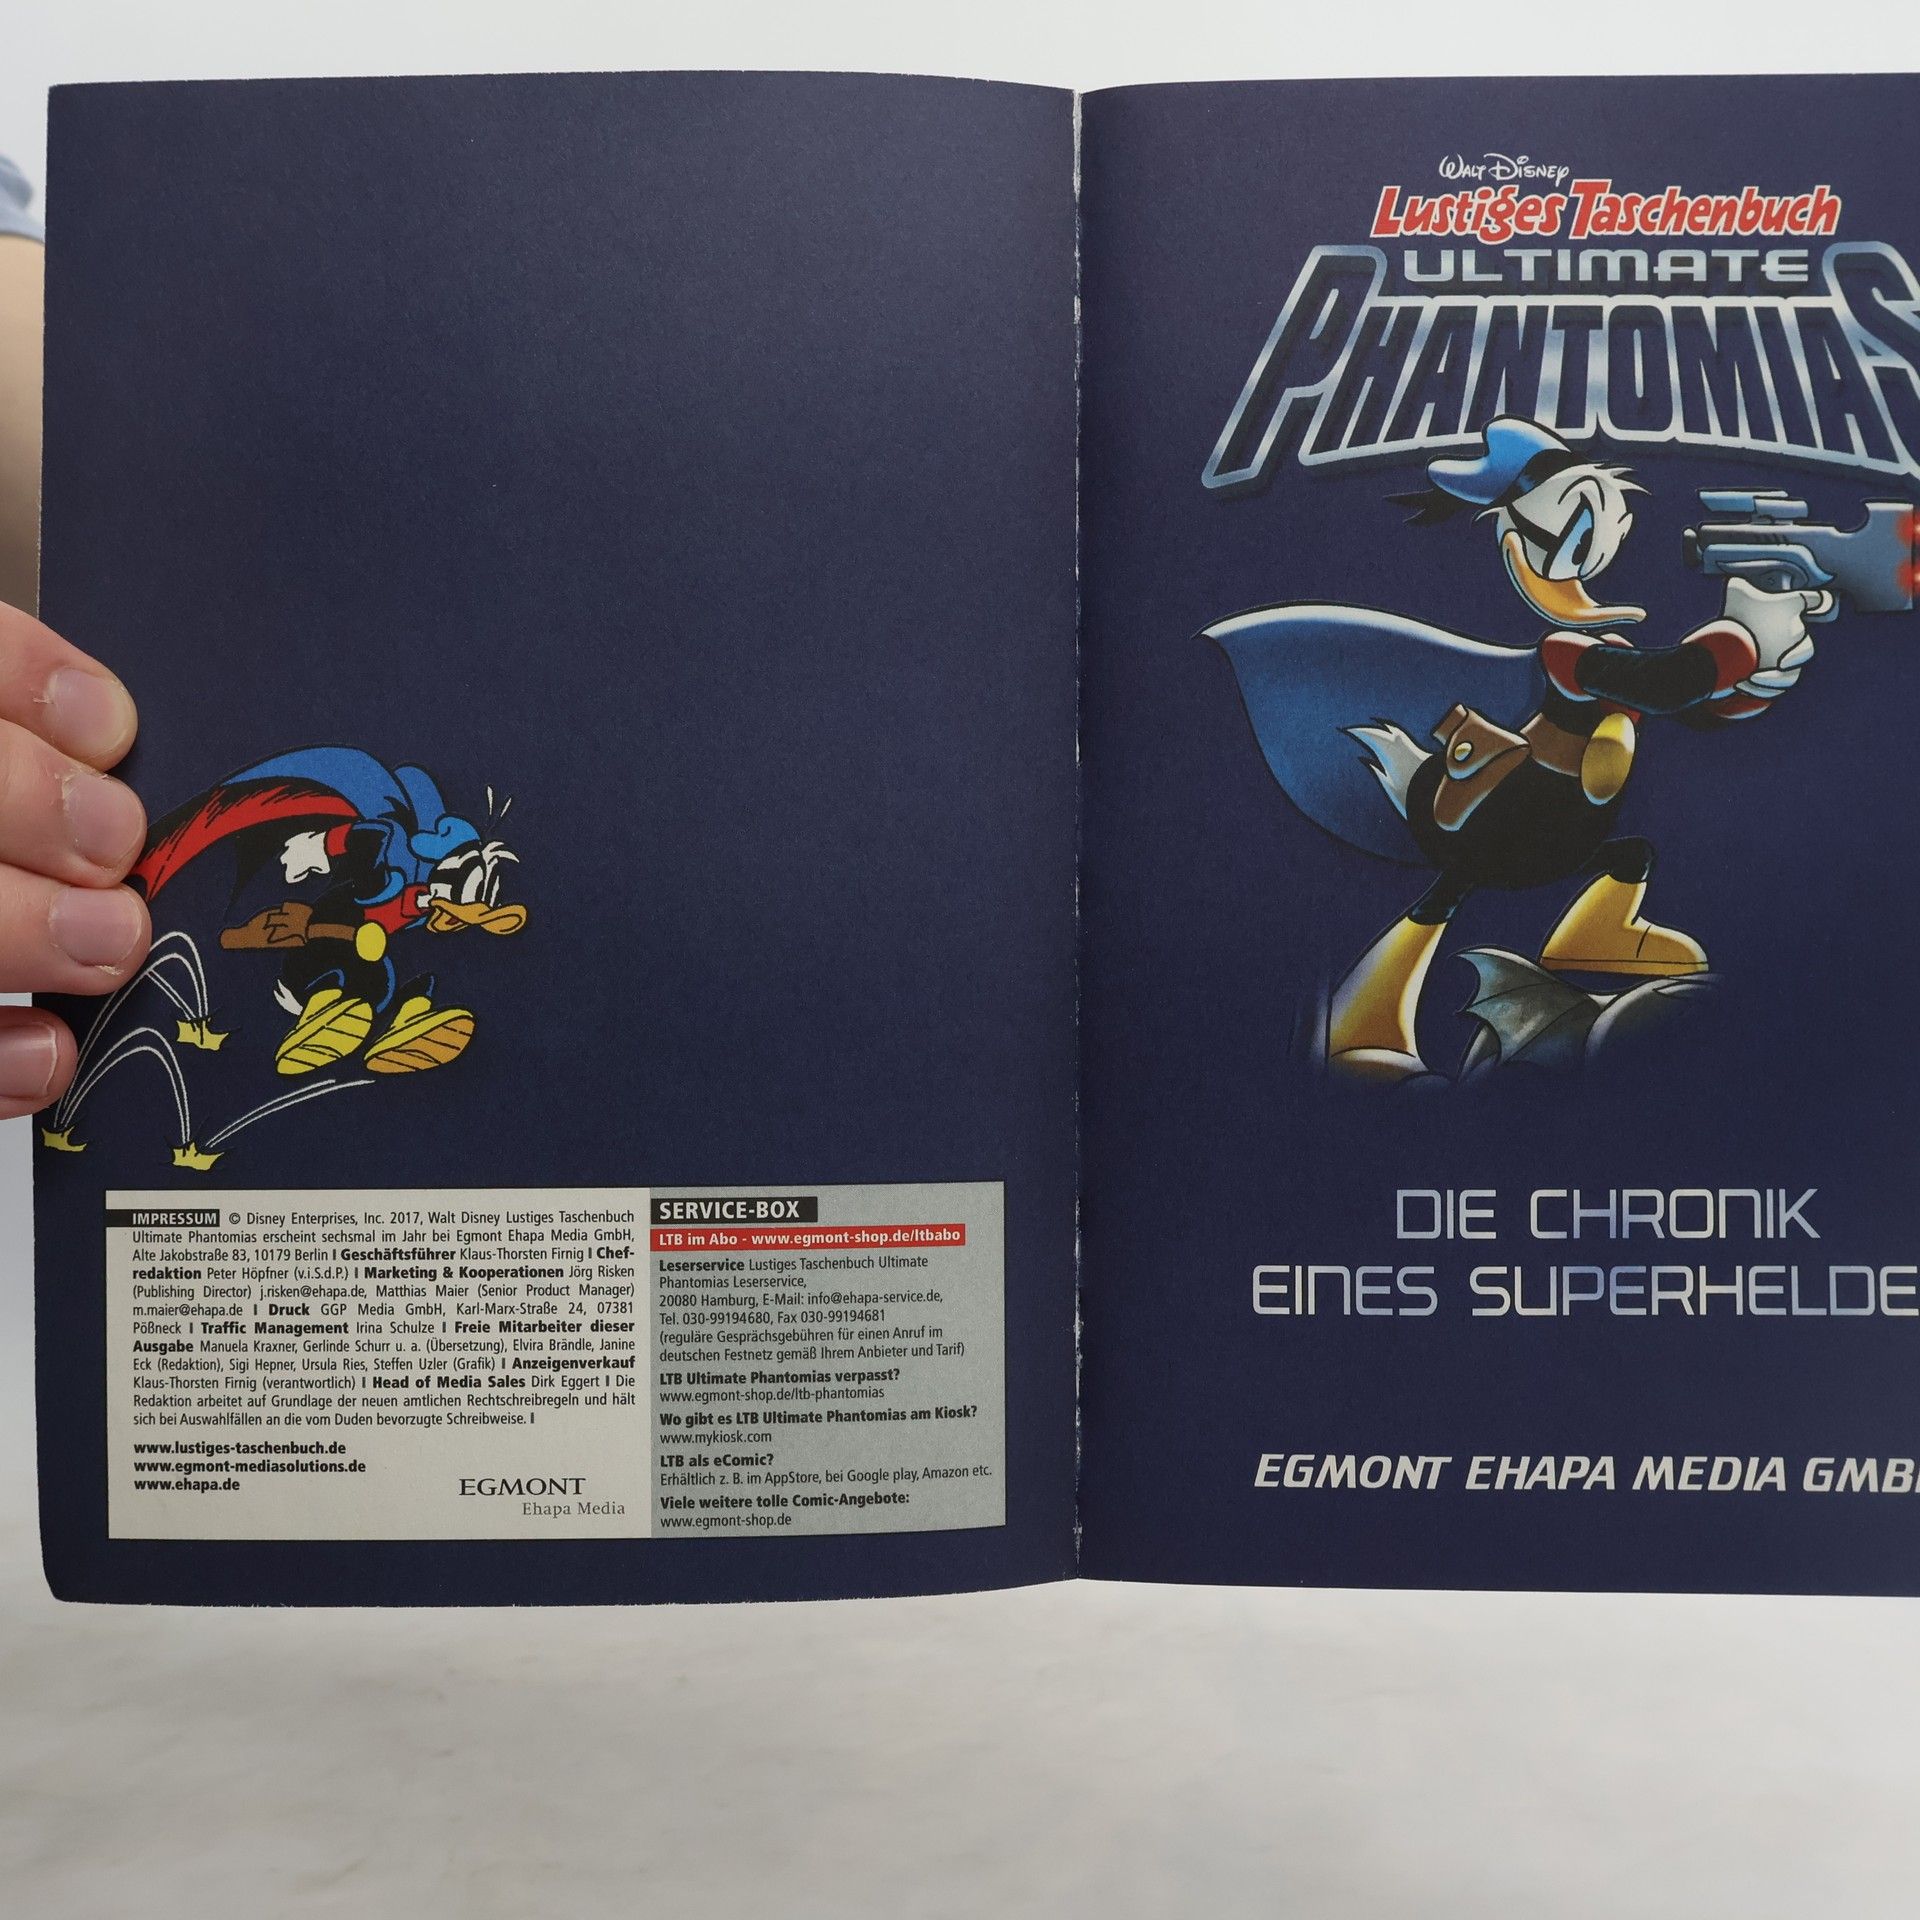 IMPRESSUM © Disney Enterprises, Inc. 2017, Walt Disney Lustiges Taschenbuch
Ultimate Phantomias erscheint sechsmal im Jahr bei Egmont Ehapa Media GmbH,
Alte Jakobstraße 83, 10179 Berlin I Geschäftsführer Klaus-Thorsten Firnig I Chef-
redaktion Peter Höpfner (v.i.S.d.P.) I Marketing & Kooperationen Jörg Risken
(Publishing Director) j.risken@ehapa.de, Matthias Maier (Senior Product Manager)
m.maier@ehapa.de I Druck GGP Media GmbH, Karl-Marx-Straße 24, 07381
Pößneck I Traffic Management Irina Schulze I Freie Mitarbeiter dieser
Ausgabe Manuela Kraxner, Gerlinde Schurr u. a. (Übersetzung), Elvira Brändle, Janine
Eck (Redaktion), Sigi Hepner, Ursula Ries, Steffen Uzler (Grafik) I Anzeigenverkauf
Klaus-Thorsten Firnig (verantwortlich) I Head of Media Sales Dirk Eggert I Die
Redaktion arbeitet auf Grundlage der neuen amtlichen Rechtschreibregeln und hält
sich bei Auswahlfällen an die vom Duden bevorzugte Schreibweise. I
www.lustiges-taschenbuch.de
www.egmont-mediasolutions.de
www.ehapa.de
EGMONT
Ehapa Media
SERVICE-BOX
LTB im Abo - www.egmont-shop.de/ltbabo
Leserservice Lustiges Taschenbuch Ultimate
Phantomias Leserservice,
20080 Hamburg, E-Mail: info@ehapa-service.de,
Tel. 030-99194680, Fax 030-99194681
(reguläre Gesprächsgebühren für einen Anruf im
deutschen Festnetz gemäß Ihrem Anbieter und Tarif)
LTB Ultimate Phantomias verpasst?
www.egmont-shop.de/ltb-phantomias
Wo gibt es LTB Ultimate Phantomias am Kiosk?
www.mykiosk.com
LTB als eComic?
Erhältlich z. B. im AppStore, bei Google play, Amazon etc.
Viele weitere tolle Comic-Angebote:
www.egmont-shop.de
WALT DISNEY
LUSTIGES TASCHENBUCH
ULTIMATE
PHANTOMIAS
DIE CHRONIK
EINES SUPERHELDE
EGMONT EHAPA MEDIA GMB